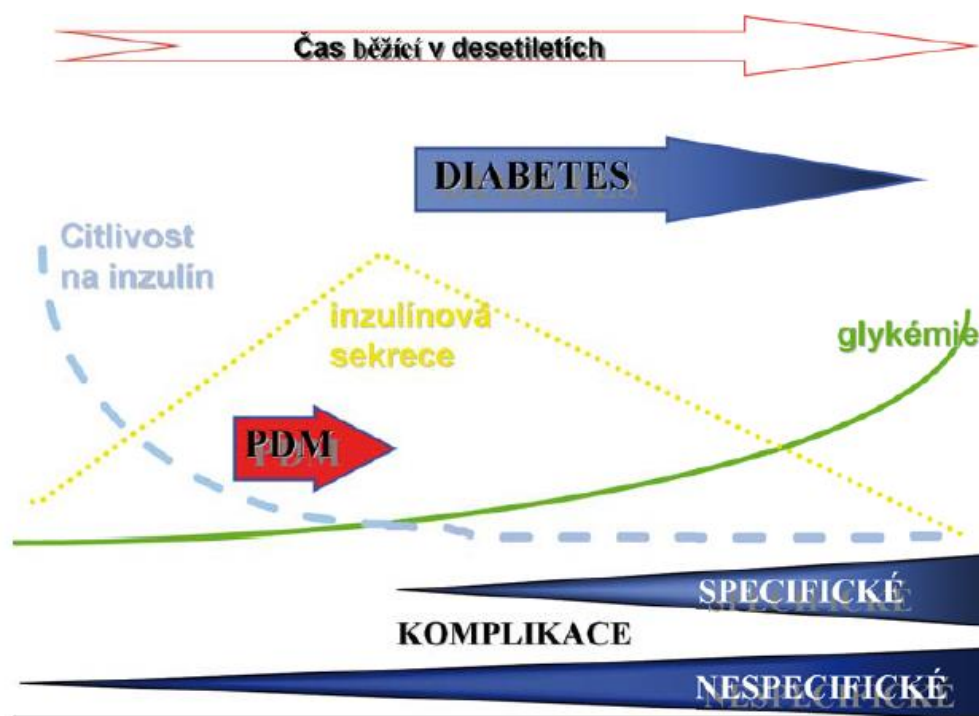 Čas běžící v desetiletích
DIABETES
Citlivost
na inzulín
inzulínová
sekrece
glykémie
PDM
SPECIFICKÉ
KOMPLIKACE
NESPECIFICKÉ